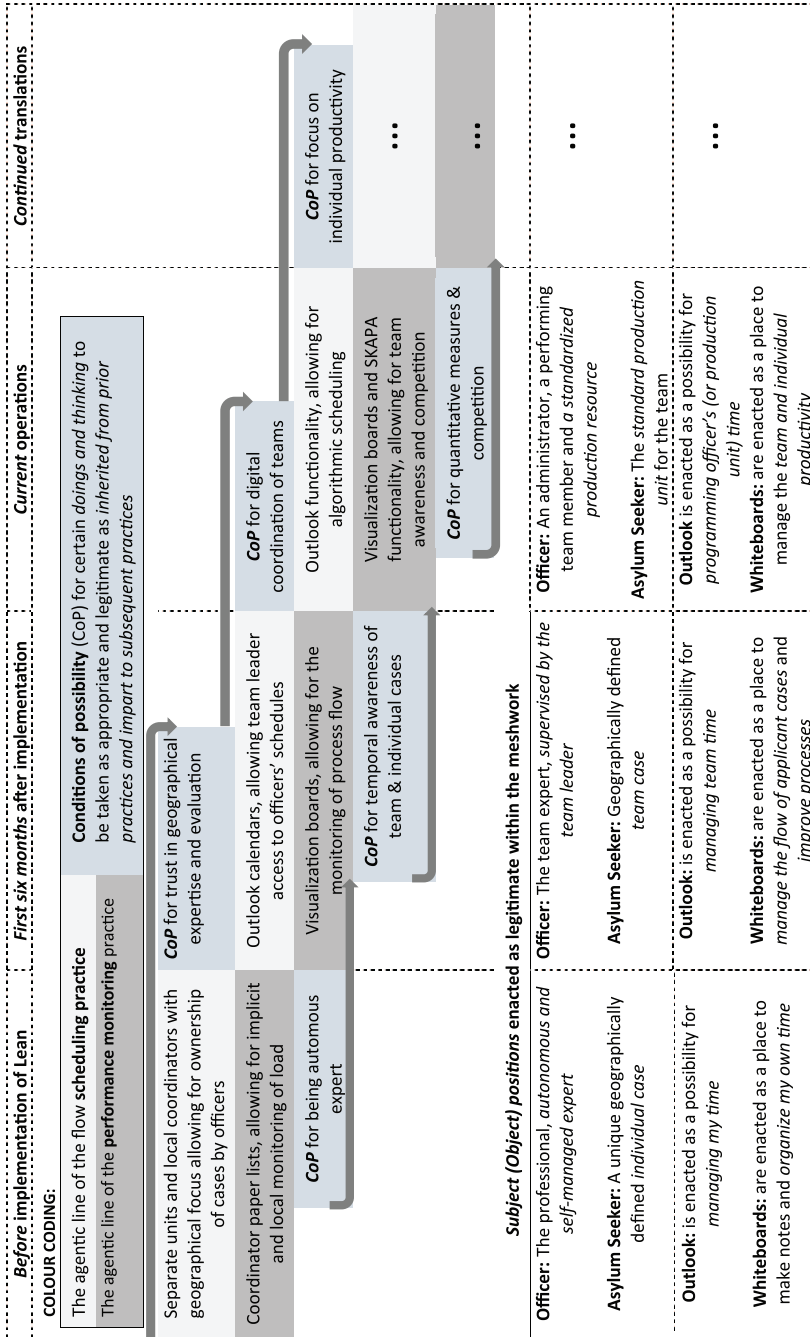 Before implementation of Lean
First six months after implementation
Current operations
Continued translations
COLOUR CODING:
The agentic line of the flow scheduling practice
The agentic line of the performance monitoring practice
Conditions of possibility (CoP) for certain doings and thinking to
be taken as appropriate and legitimate as inherited from prior
practices and impart to subsequent practices
Separate units and local coordinators with
geographical focus allowing for ownership
of cases by officers
CoP for trust in geographical
expertise and evaluation
Coordinator paper lists, allowing for implicit
and local monitoring of load
Outlook calendars, allowing team leader
access to officers' schedules
CoP for digital
coordination of teams
CoP for being automous
expert
Visualization boards, allowing for the
monitoring of process flow
Outlook functionality, allowing for
algorithmic scheduling
CoP for focus on
individual productivity
CoP for temporal awareness of
team & individual cases
Visualization boards and SKAPA
functionality, allowing for team
awareness and competition
...
CoP for quantitative measures &
competition
...
Subject (Object) positions enacted as legitimate within the meshwork
Officer: The professional, autonomous and
self-managed expert
Officer: The team expert, supervised by the
team leader
Officer: An administrator, a performing
team member and a standardized
production resource
...
Asylum Seeker: A unique geographically
defined individual case
Asylum Seeker: Geographically defined
team case
Asylum Seeker: The standard production
unit for the team
Outlook: is enacted as a possibility for
managing my time
Outlook: is enacted as a possibility for
managing team time
Outlook is enacted as a possibility for
programming officer's (or production
unit) time
...
Whiteboards: are enacted as a place to
make notes and organize my own time
Whiteboards: are enacted as a place to
manage the flow of applicant cases and
improve processes
Whiteboards: are enacted as a place to
manage the team and individual
productivity